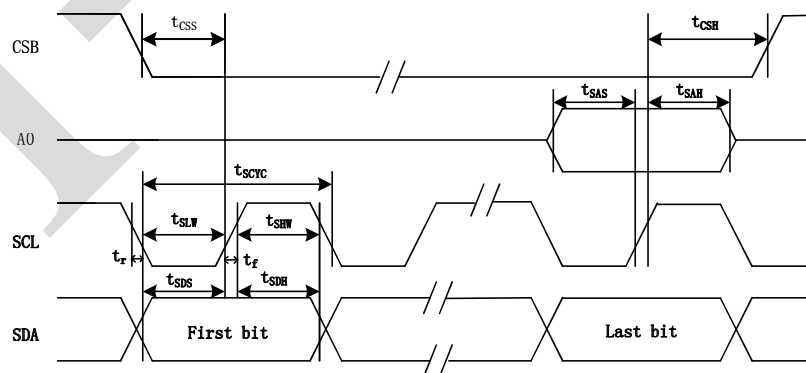 CSB
tCSS
tCSH
A0
tSAS
tSAH
tSCYC
SCL
tSLW
tSHW
tr
tf
tSDS
tSDH
SDA
First bit
Last bit